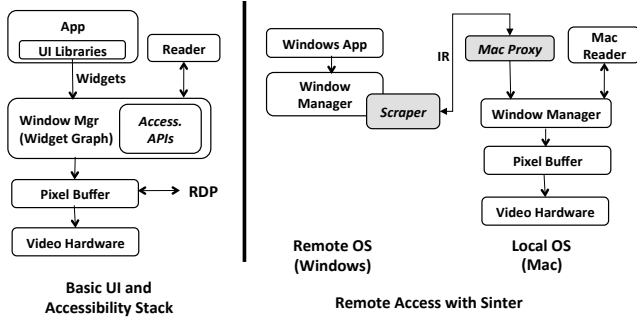 App
UI Libraries
Reader
Widgets
Window Mgr
(Widget Graph)
Access.
APIs
Pixel Buffer
RDP
Video Hardware
Basic UI and
Accessibility Stack
Windows App
Window
Manager
Scraper
IR
Mac Proxy
Mac
Reader
Window Manager
Pixel Buffer
Video Hardware
Remote OS
(Windows)
Local OS
(Mac)
Remote Access with Sinter